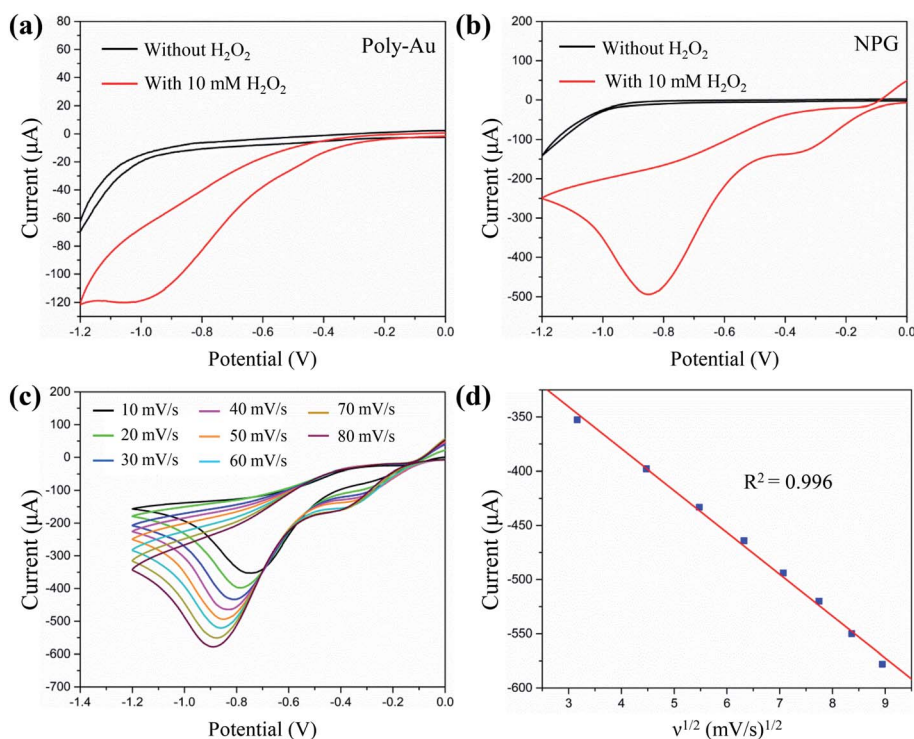 (a)
Without H₂O₂
With 10 mM H₂O₂
Poly-Au
80
60
40
20
0
-20
-40
-60
-80
-100
-120
Current (µA)
-1.2
-1.0
-0.8
-0.6
-0.4
-0.2
0.0
Potential (V)
(b)
Without H₂O₂
With 10 mM H₂O₂
NPG
200
100
0
-100
-200
-300
-400
-500
Current (µA)
-1.2
-1.0
-0.8
-0.6
-0.4
-0.2
0.0
Potential (V)
(c)
10 mV/s 40 mV/s 70 mV/s
20 mV/s 50 mV/s 80 mV/s
30 mV/s 60 mV/s
200
100
0
-100
-200
-300
-400
-500
-600
-700
Current (µA)
-1.4
-1.2
-1.0
-0.8
-0.6
-0.4
-0.2
0.0
Potential (V)
(d)
R² = 0.996
-350
-400
-450
-500
-550
-600
Current (µA)
3
4
5
6
7
8
9
ν¹ᐟ² (mV/s)¹ᐟ²